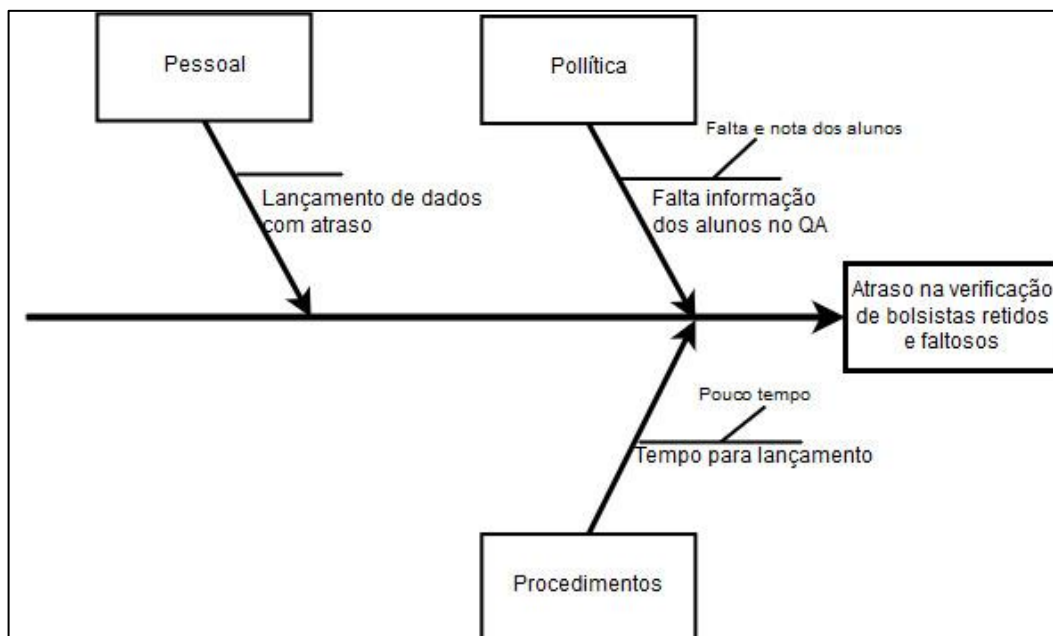 Pessoal
Pollítica
Falta e nota dos alunos
Lançamento de dados
com atraso
Falta informação
dos alunos no QA
Atraso na verificação
de bolsistas retidos
e faltosos
Pouco tempo
Tempo para lançamento
Procedimentos